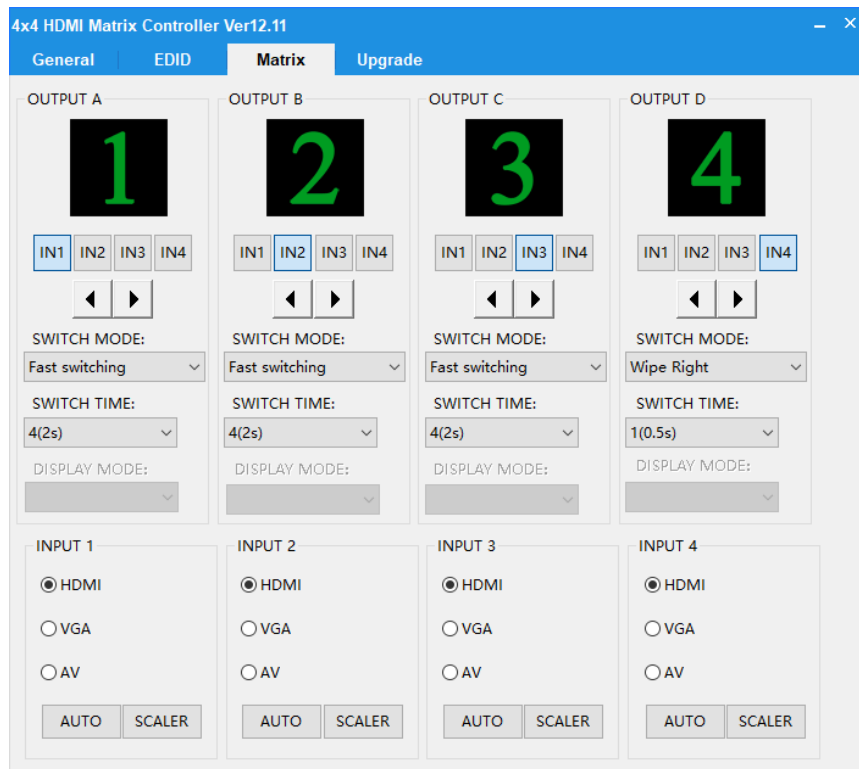 4x4 HDMI Matrix Controller Ver12.11
General EDID Matrix Upgrade
OUTPUT A OUTPUT B OUTPUT C OUTPUT D
1 2 3 4
IN1 IN2 IN3 IN4 IN1 IN2 IN3 IN4 IN1 IN2 IN3 IN4 IN1 IN2 IN3 IN4
SWITCH MODE: SWITCH MODE: SWITCH MODE: SWITCH MODE:
Fast switching Fast switching Fast switching Wipe Right
SWITCH TIME: SWITCH TIME: SWITCH TIME: SWITCH TIME:
4(2s) 4(2s) 4(2s) 1(0.5s)
DISPLAY MODE: DISPLAY MODE: DISPLAY MODE: DISPLAY MODE:
INPUT 1 INPUT 2 INPUT 3 INPUT 4
HDMI HDMI HDMI HDMI
VGA VGA VGA VGA
AV AV AV AV
AUTO SCALER AUTO SCALER AUTO SCALER AUTO SCALER